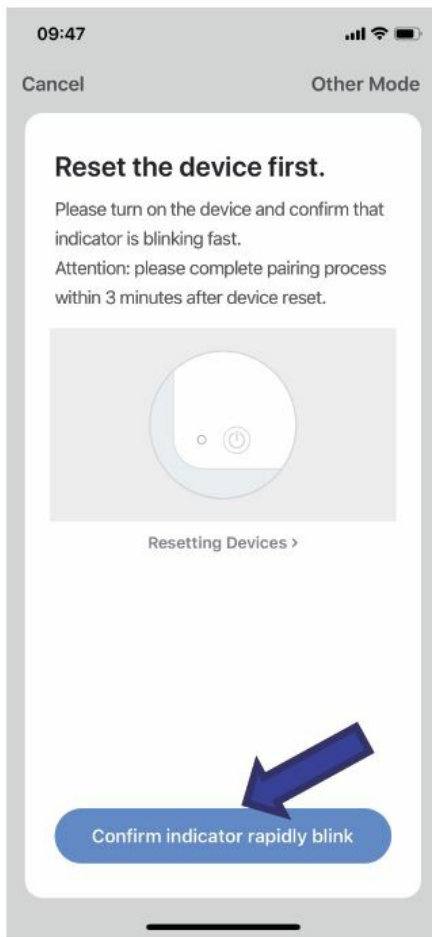 09:47
Cancel
Other Mode
Reset the device first.
Please turn on the device and confirm that
indicator is blinking fast.
Attention: please complete pairing process
within 3 minutes after device reset.
Resetting Devices >
Confirm indicator rapidly blink